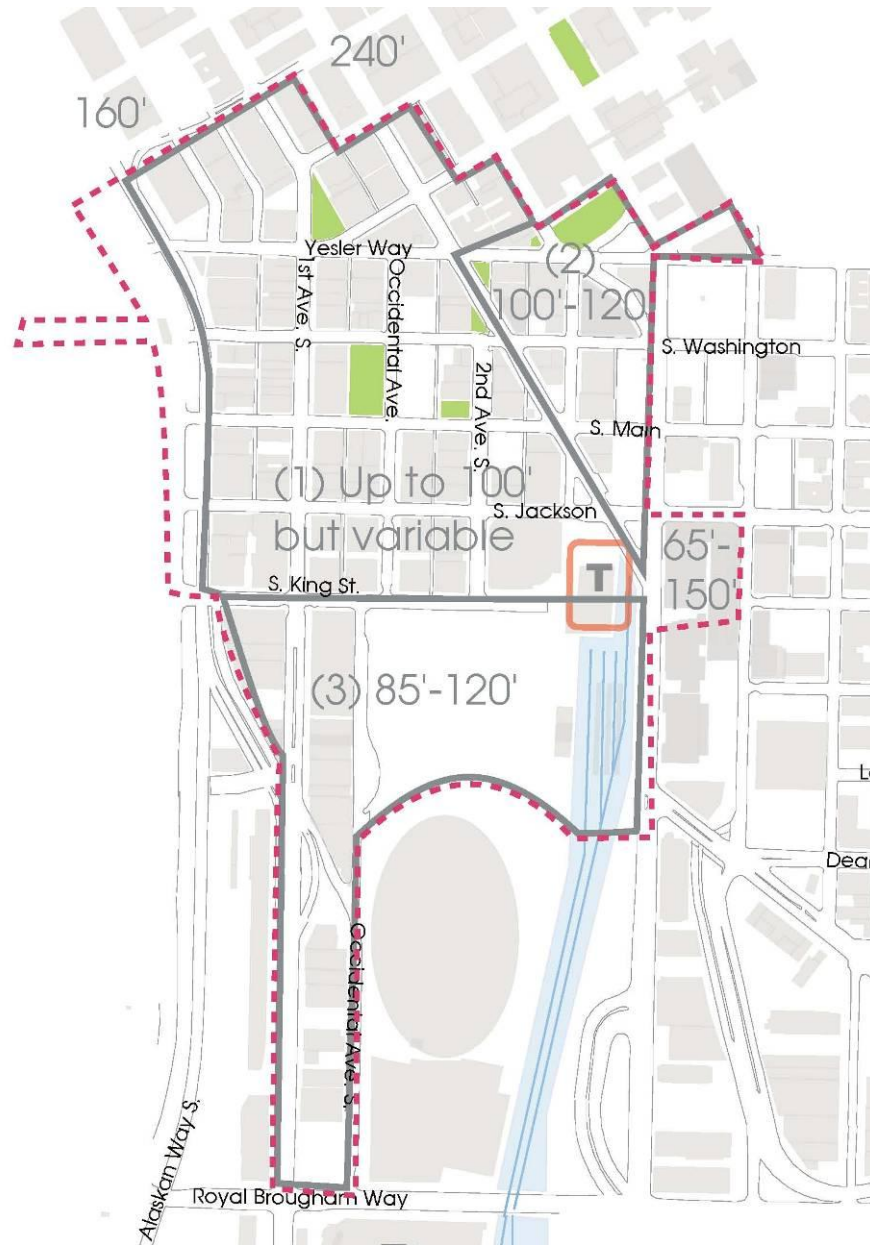 240'
160'
Yesler Way
(2)
100'-120
1st Ave. S.
Occidental Ave.
S. Washington
2nd Ave. S.
S. Main
(1) Up to 100'
but variable
S. Jackson
65'-
150'
T
S. King St.
(3) 85'-120'
Occidental Ave. S.
Alaskan Way S.
Royal Brougham Way